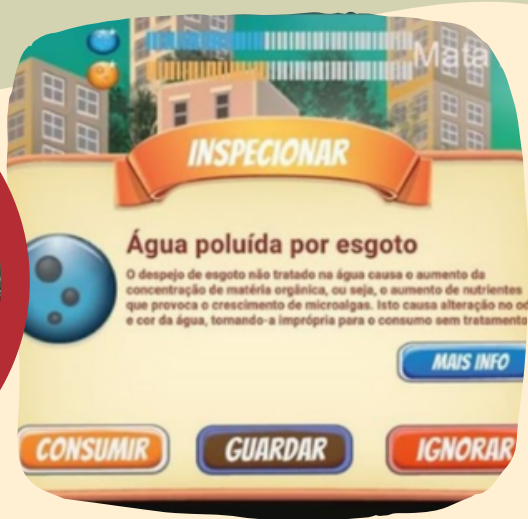 Mata
INSPECIONAR
Água poluída por esgoto
O despejo de esgoto não tratado na água causa o aumento da
concentração de matéria orgânica, ou seja, o aumento de nutrientes
que provoca o crescimento de microalgas. Isto causa alteração no od
e cor da água, tornando-a imprópria para o consumo sem tratamento
MAIS INFO
CONSUMIR GUARDAR IGNORAR